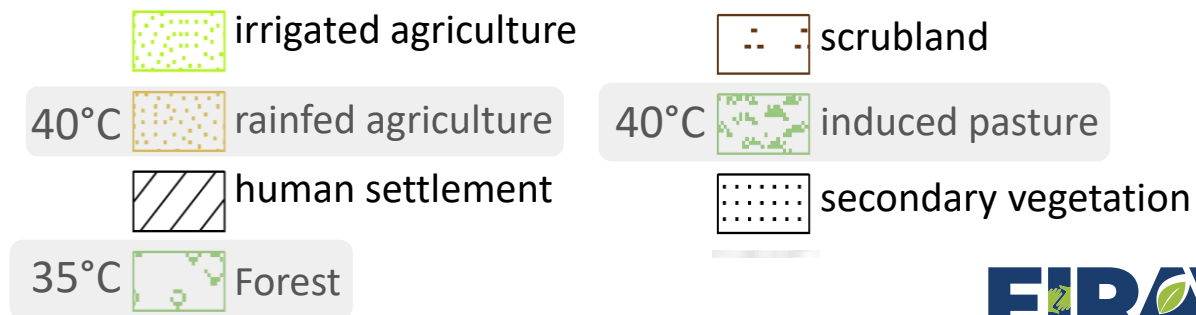 irrigated agriculture
40°C rainfed agriculture
human settlement
35°C Forest
scrubland
40°C induced pasture
secondary vegetation